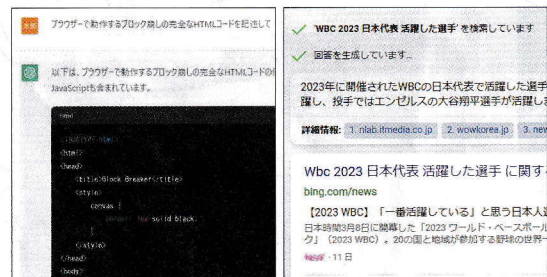 ブラウザーで動作するブロック崩しの完全なHTMLコードを記述して
以下は、ブラウザーで動作するブロック崩しの完全なHTMLコードの
JavaScriptも含まれています。
html
<!DOCTYPE html>
<html>
<head>
<title>Block Breaker</title>
<style>
canvas {
border: 1px solid black;
}
</style>
</head>
<body>
'WBC 2023 日本代表 活躍した選手' を検索しています
回答を生成しています...
2023年に開催されたWBCの日本代表で活躍した選手
躍し、投手ではエンゼルスの大谷翔平選手が活躍しま
詳細情報: 1. nlab.itmedia.co.jp 2. wowkorea.jp 3. new
Wbc 2023 日本代表 活躍した選手 に関す
bing.com/news
【2023 WBC】「一番活躍している」と思う日本人選
日本時間3月8日に開幕した「2023 ワールド・ベースボール
ク」(2023 WBC)。20の国と地域が参加する野球の世界一
· 11 日